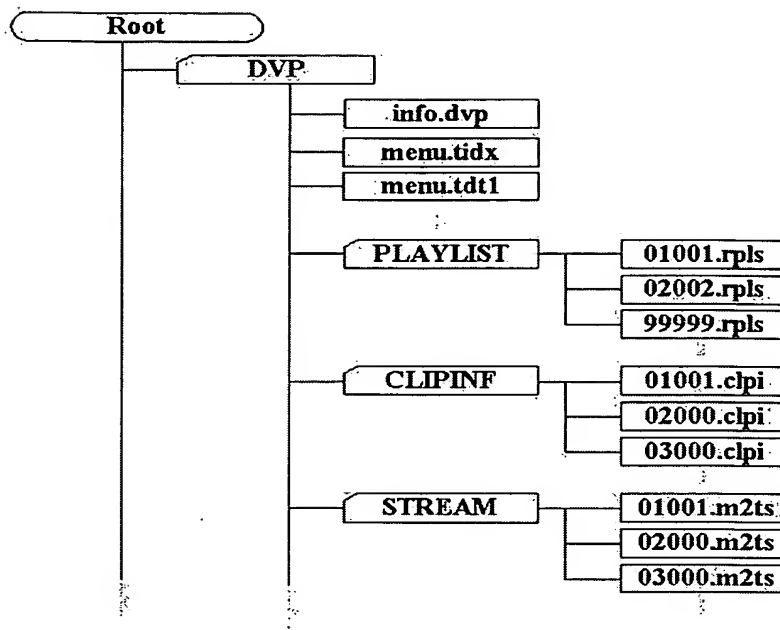 Root
DVP
info.dvp
menu.tidx
menu.tdt1
PLAYLIST
01001.rpls
02002.rpls
99999.rpls
CLIPINF
01001.clpi
02000.clpi
03000.clpi
STREAM
01001.m2ts
02000.m2ts
03000.m2ts